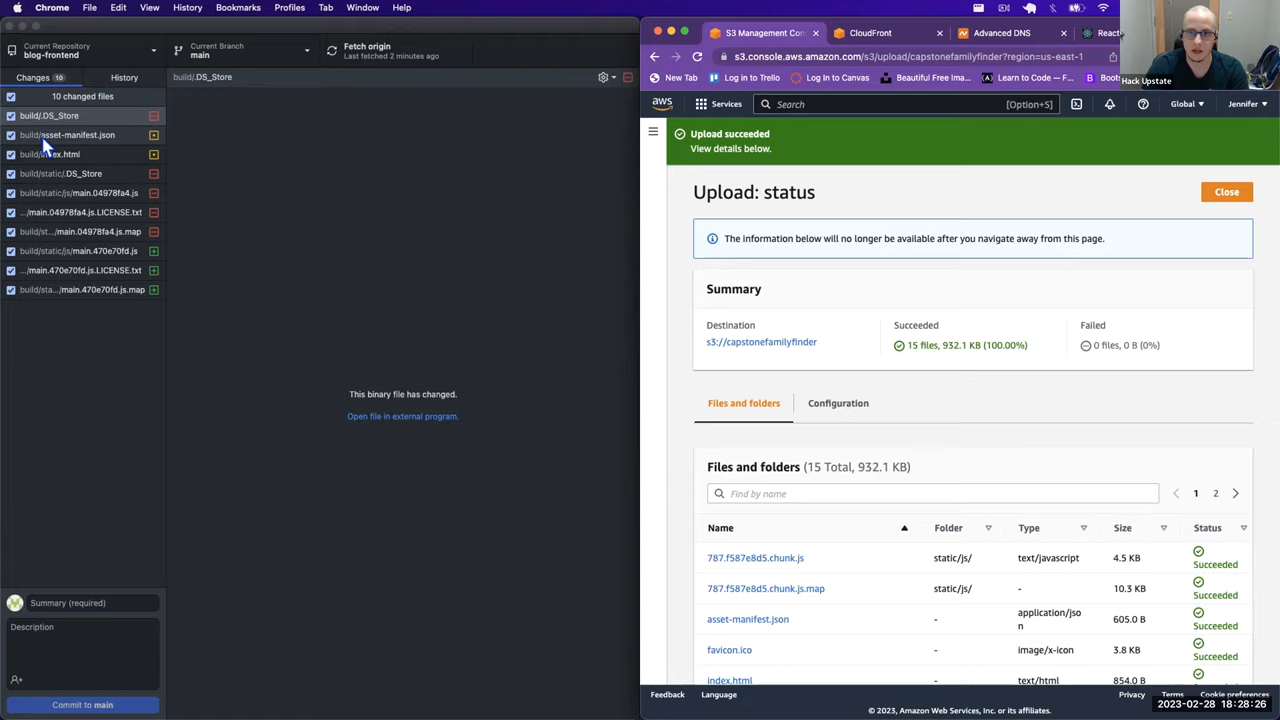 Chrome File Edit View History Bookmarks Profiles Tab Window Help
Current Repository
blog-frontend
Current Branch
main
Fetch origin
Last fetched 2 minutes ago
Changes 10
History
build/.DS_Store
10 changed files
build/.DS_Store
build/asset-manifest.json
build/index.html
build/static/.DS_Store
build/static/js/main.04978fa4.js
.../main.04978fa4.js.LICENSE.txt
build/st.../main.04978fa4.js.map
build/static/js/main.470e70fd.js
.../main.470e70fd.js.LICENSE.txt
build/sta.../main.470e70fd.js.map
This binary file has changed.
Open file in external program.
Summary (required)
Description
Commit to main
S3 Management Con
CloudFront
Advanced DNS
React
s3.console.aws.amazon.com/s3/upload/capstonefamilyfinder?region=us-east-1
New Tab
Log in to Trello
Log In to Canvas
Beautiful Free Ima...
Learn to Code | Fr...
Boots
Hack Upstate
aws
Services
Search
[Option+S]
Global
Jennifer
Upload succeeded
View details below.
Upload: status
Close
The information below will no longer be available after you navigate away from this page.
Summary
Destination
s3://capstonefamilyfinder
Succeeded
15 files, 932.1 KB (100.00%)
Failed
0 files, 0 B (0%)
Files and folders
Configuration
Files and folders (15 Total, 932.1 KB)
Find by name
1 2
Name Folder Type Size Status
787.f587e8d5.chunk.js static/js/ text/javascript 4.5 KB Succeeded
787.f587e8d5.chunk.js.map static/js/ - 10.3 KB Succeeded
asset-manifest.json - application/jso
n 605.0 B Succeeded
favicon.ico - image/x-icon 3.8 KB Succeeded
index.html - text/html 854.0 B
Feedback Language Privacy Terms Cookie preferences
2023-02-28 18:28:26
© 2023, Amazon Web Services, Inc. or its affiliates.